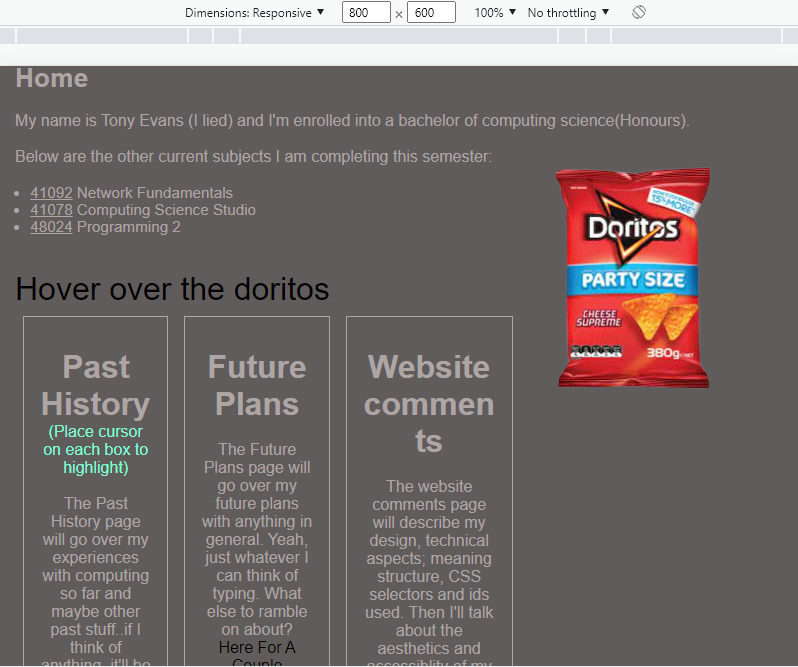 Dimensions: Responsive ▼ 800 × 600 100% ▼ No throttling ▼
Home
My name is Tony Evans (I lied) and I'm enrolled into a bachelor of computing science(Honours).
Below are the other current subjects I am completing this semester:
• 41092 Network Fundamentals
• 41078 Computing Science Studio
• 48024 Programming 2
15% MORE
Doritos
PARTY SIZE
CHEESE
SUPREME
380g
Hover over the doritos
Past
History
(Place cursor
on each box to
highlight)
The Past
History page
will go over my
experiences
with computing
so far and
maybe other
past stuff..if I
think of
anything, it'll be
Future
Plans
The Future
Plans page will
go over my
future plans
with anything in
general. Yeah,
just whatever I
can think of
typing. What
else to ramble
on about?
Here For A
Couple
Website
commen
ts
The website
comments page
will describe my
design, technical
aspects; meaning
structure, CSS
selectors and ids
used. Then I'll talk
about the
aesthetics and
accessiblity of my